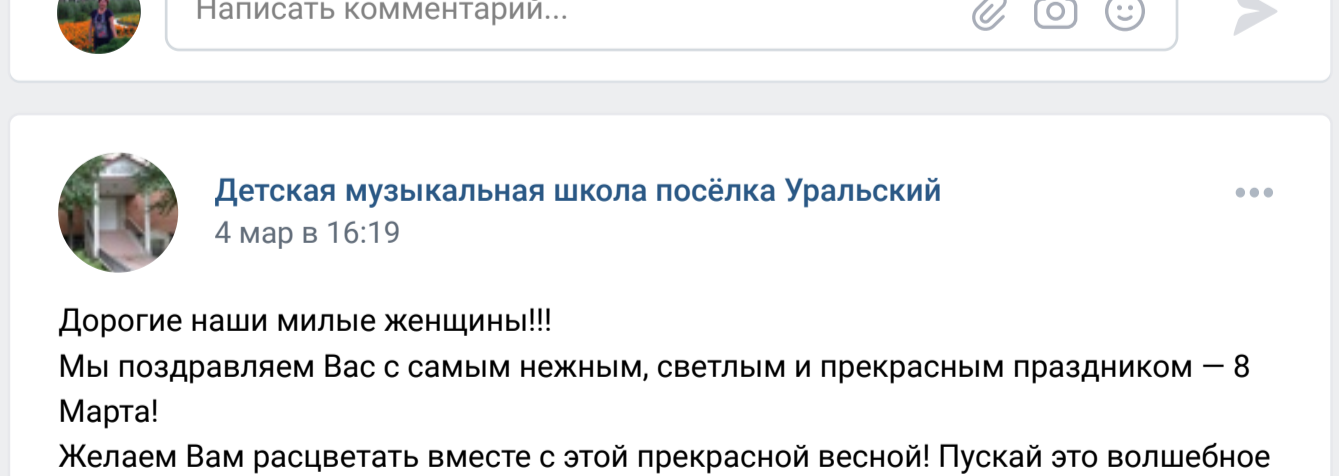 Написать комментарий...
Детская музыкальная школа посёлка Уральский
4 мар в 16:19
Дорогие наши милые женщины!!!
Мы поздравляем Вас с самым нежным, светлым и прекрасным праздником — 8
Марта!
Желаем Вам расцветать вместе с этой прекрасной весной! Пускай это волшебное